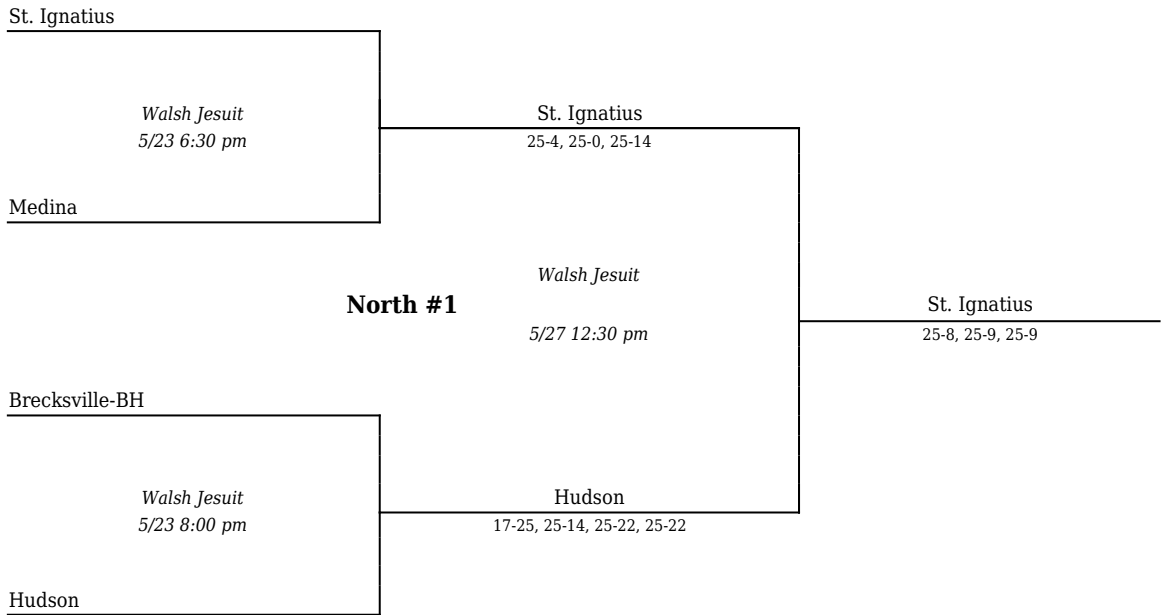 St. Ignatius
Walsh Jesuit
5/23 6:30 pm
St. Ignatius
25-4, 25-0, 25-14
Medina
Walsh Jesuit
North #1
5/27 12:30 pm
St. Ignatius
25-8, 25-9, 25-9
Brecksville-BH
Walsh Jesuit
5/23 8:00 pm
Hudson
17-25, 25-14, 25-22, 25-22
Hudson